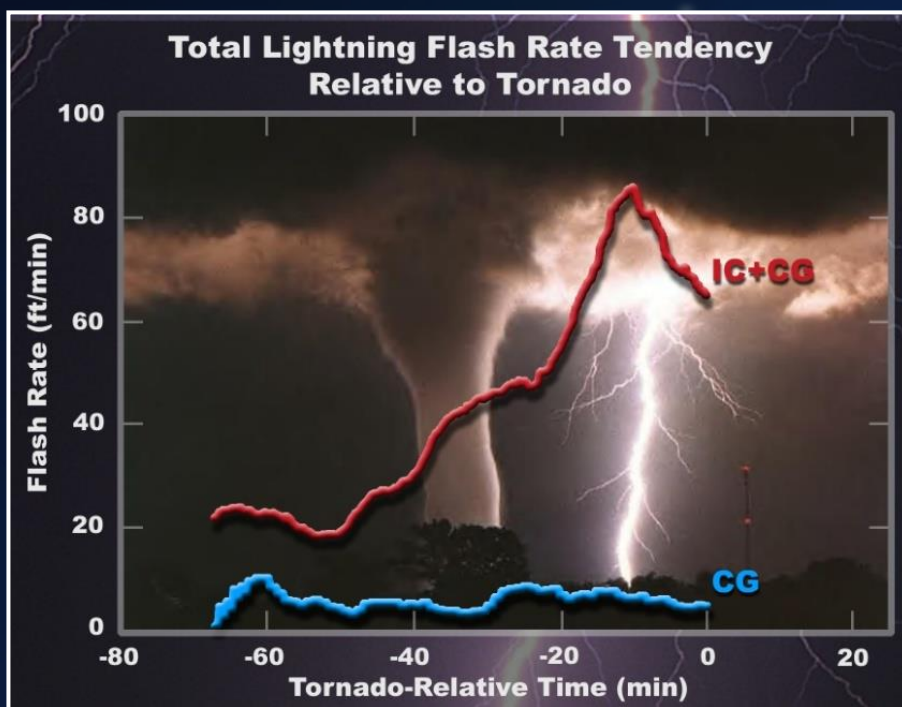 Total Lightning Flash Rate Tendency
Relative to Tornado
100
80
60
40
20
0
Flash Rate (ft/min)
IC+CG
CG
-80 -60 -40 -20 0 20
Tornado-Relative Time (min)